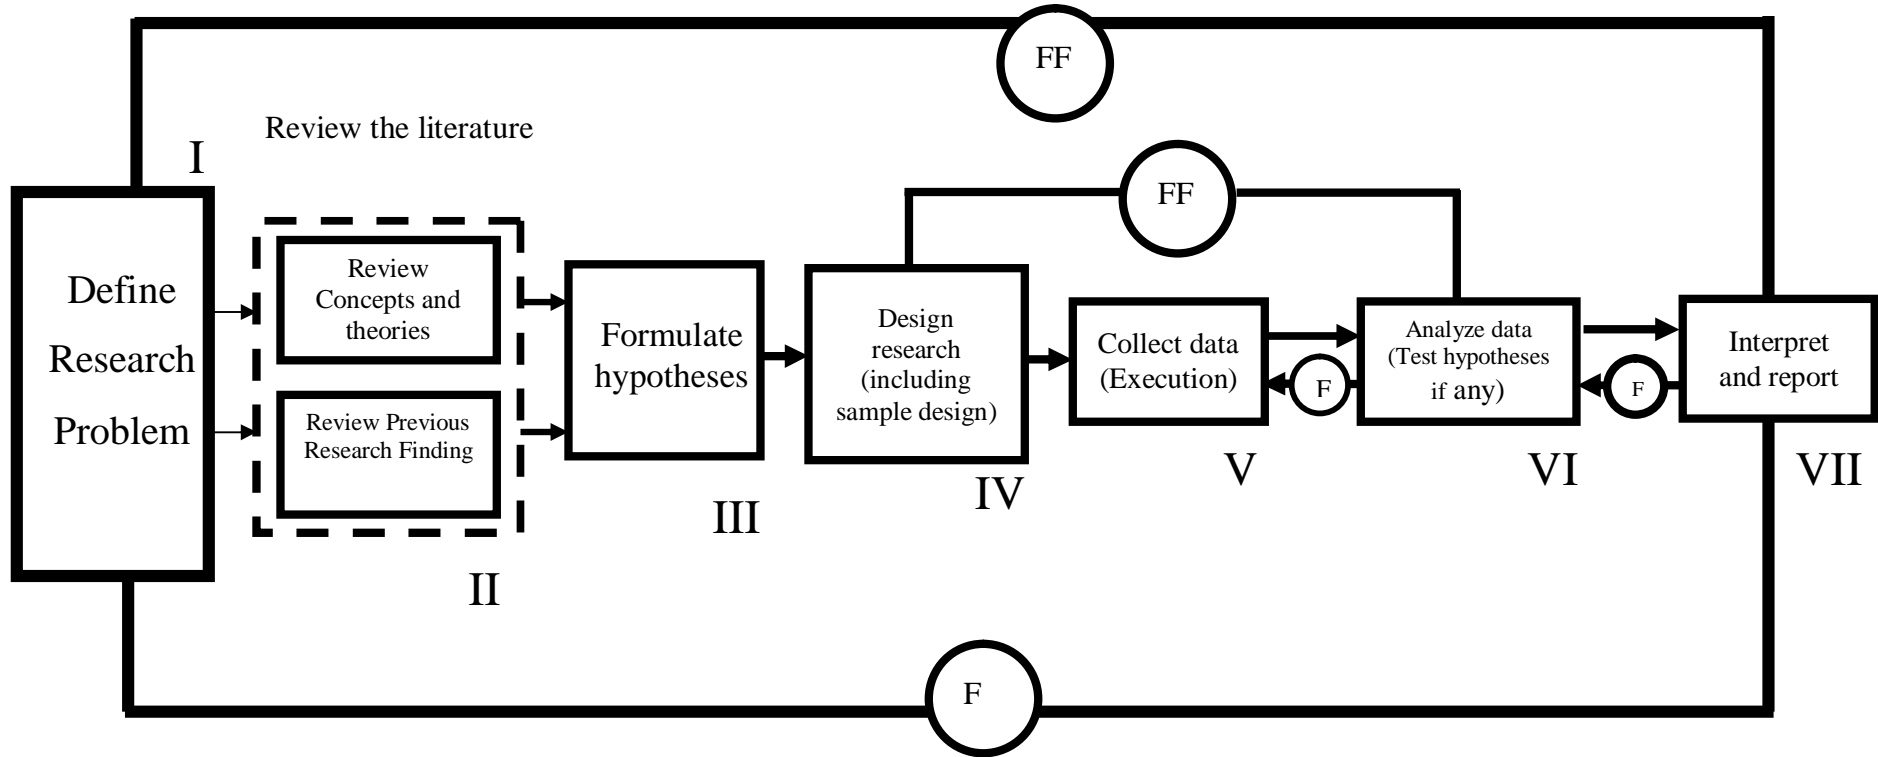 FF
Review the literature
I
FF
Define
Research
Problem
Review
Concepts and
theories
Review Previous
Research Finding
II
Formulate
hypotheses
III
Design
research
(including
sample design)
IV
Collect data
(Execution)
V
F
Analyze data
(Test hypotheses
if any)
VI
F
Interpret
and report
VII
F